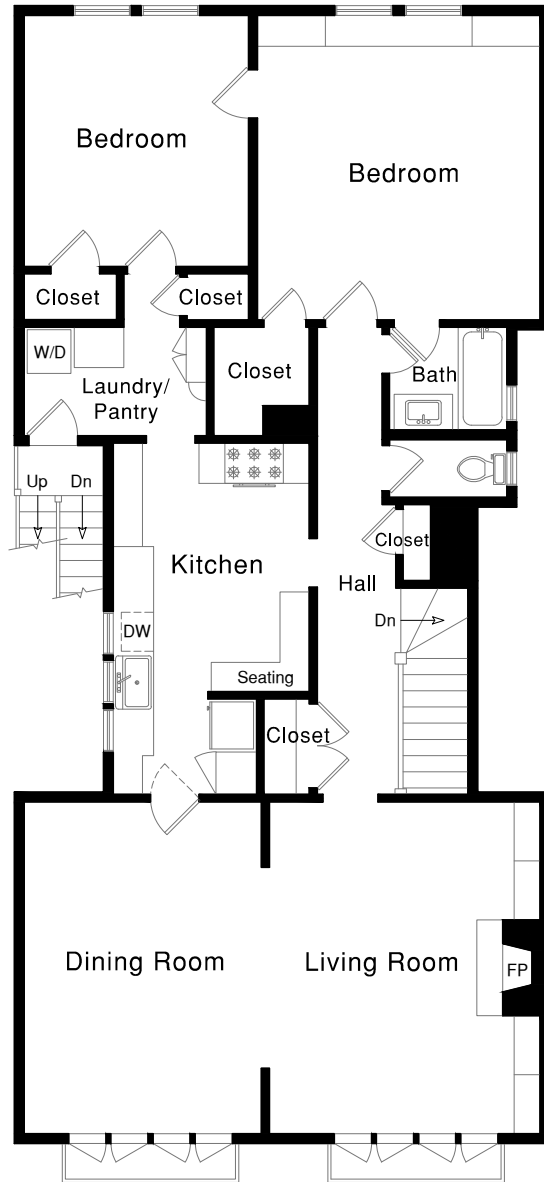 Bedroom
Bedroom
Closet
Closet
W/D
Laundry/
Pantry
Closet
Bath
Up
Dn
Kitchen
Closet
Hall
Dn
DW
Seating
Closet
Dining Room
Living Room
FP